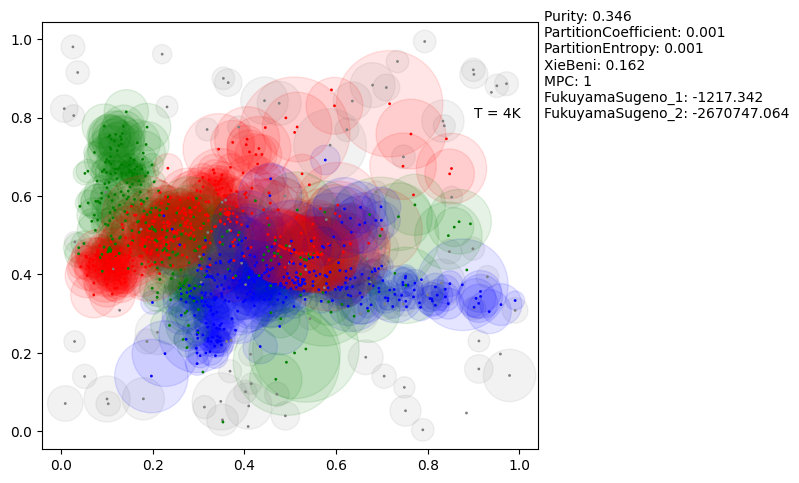 Purity: 0.346
PartitionCoefficient: 0.001
PartitionEntropy: 0.001
XieBeni: 0.162
MPC: 1
FukuyamaSugeno_1: -1217.342
FukuyamaSugeno_2: -2670747.064
T = 4K
1.0
0.8
0.6
0.4
0.2
0.0
0.0 0.2 0.4 0.6 0.8 1.0